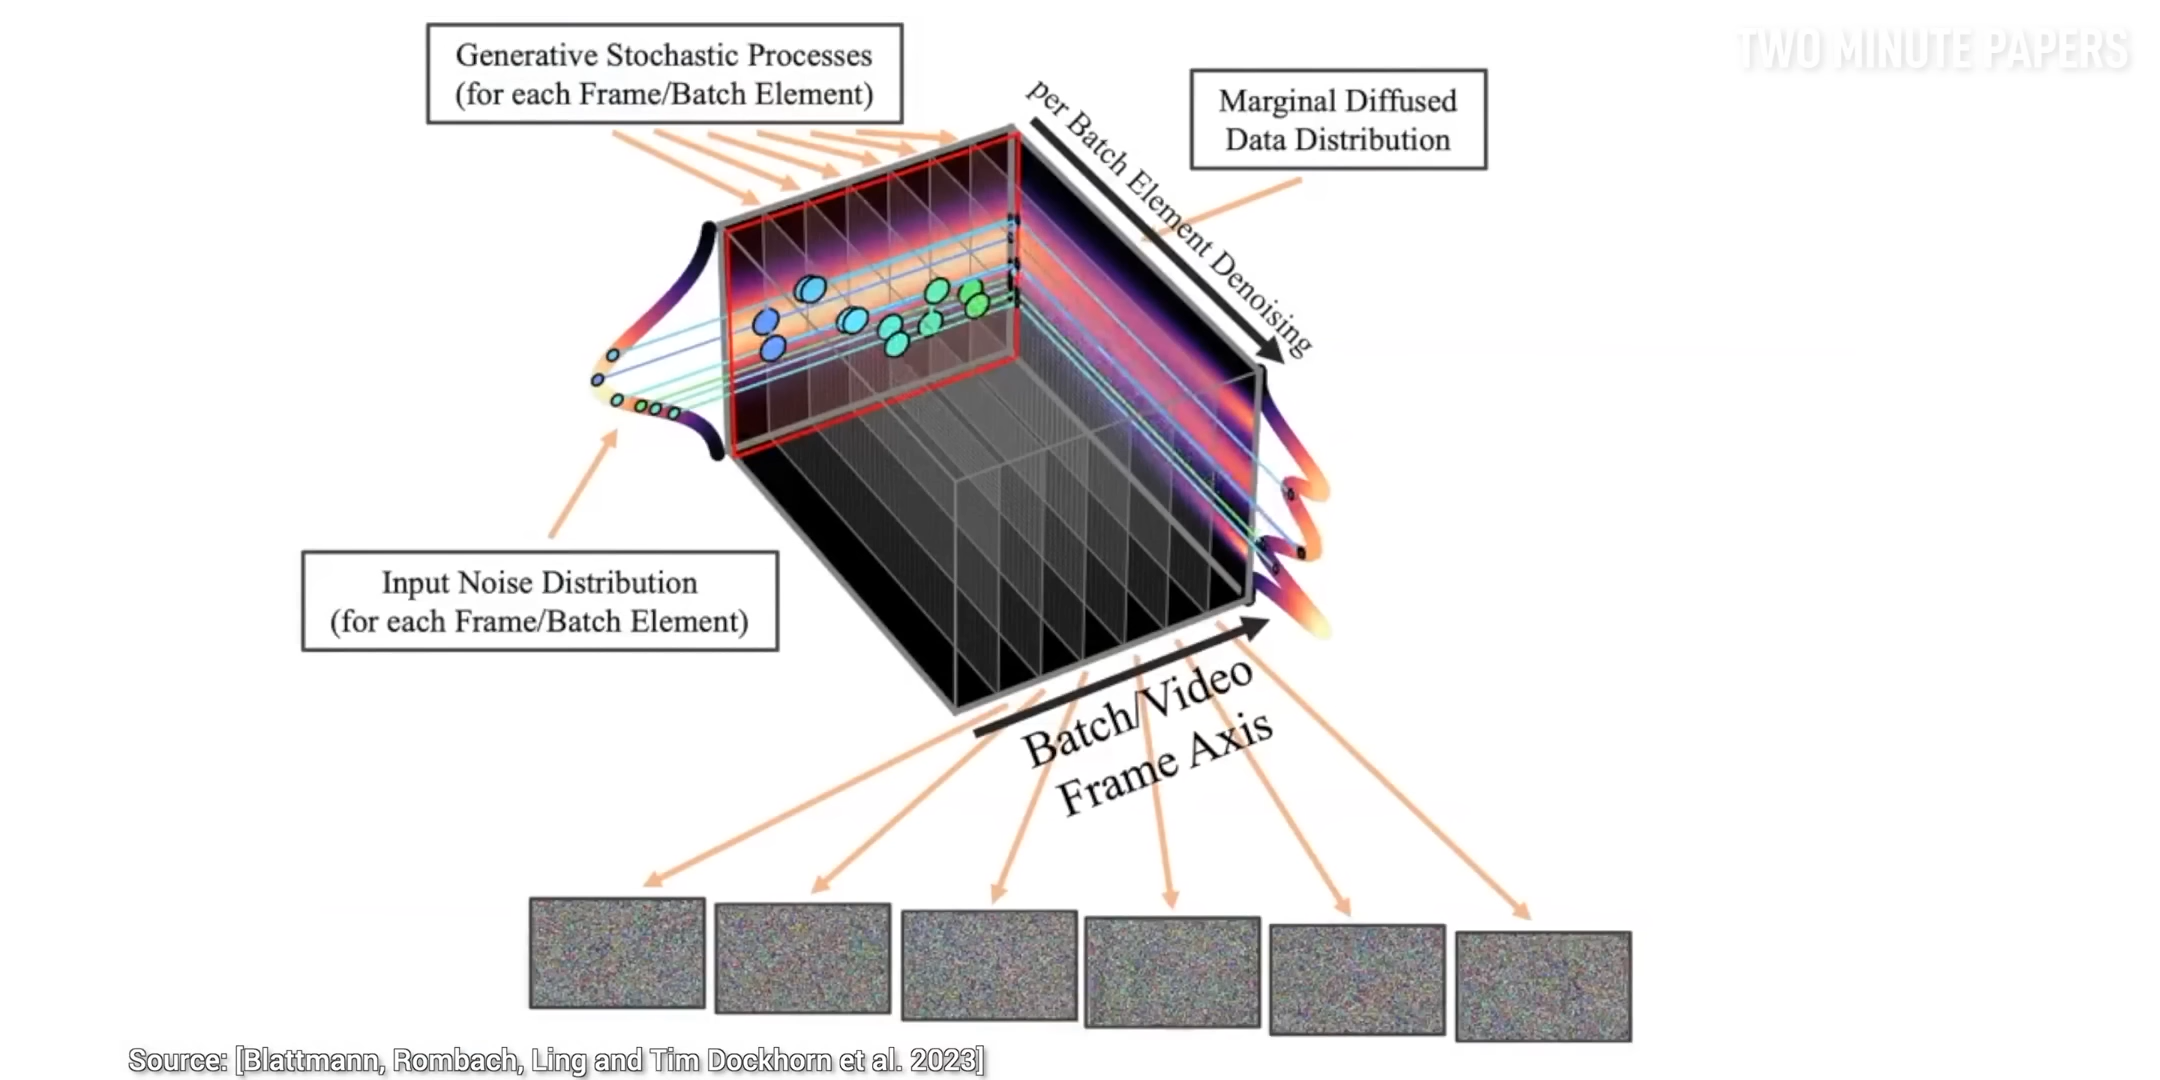 TWO MINUTE PAPERS
Generative Stochastic Processes
(for each Frame/Batch Element)
Marginal Diffused
Data Distribution
per Batch Element Denoising
Input Noise Distribution
(for each Frame/Batch Element)
Batch/Video
Frame Axis
Source: [Blattmann, Rombach, Ling and Tim Dockhorn et al. 2023]